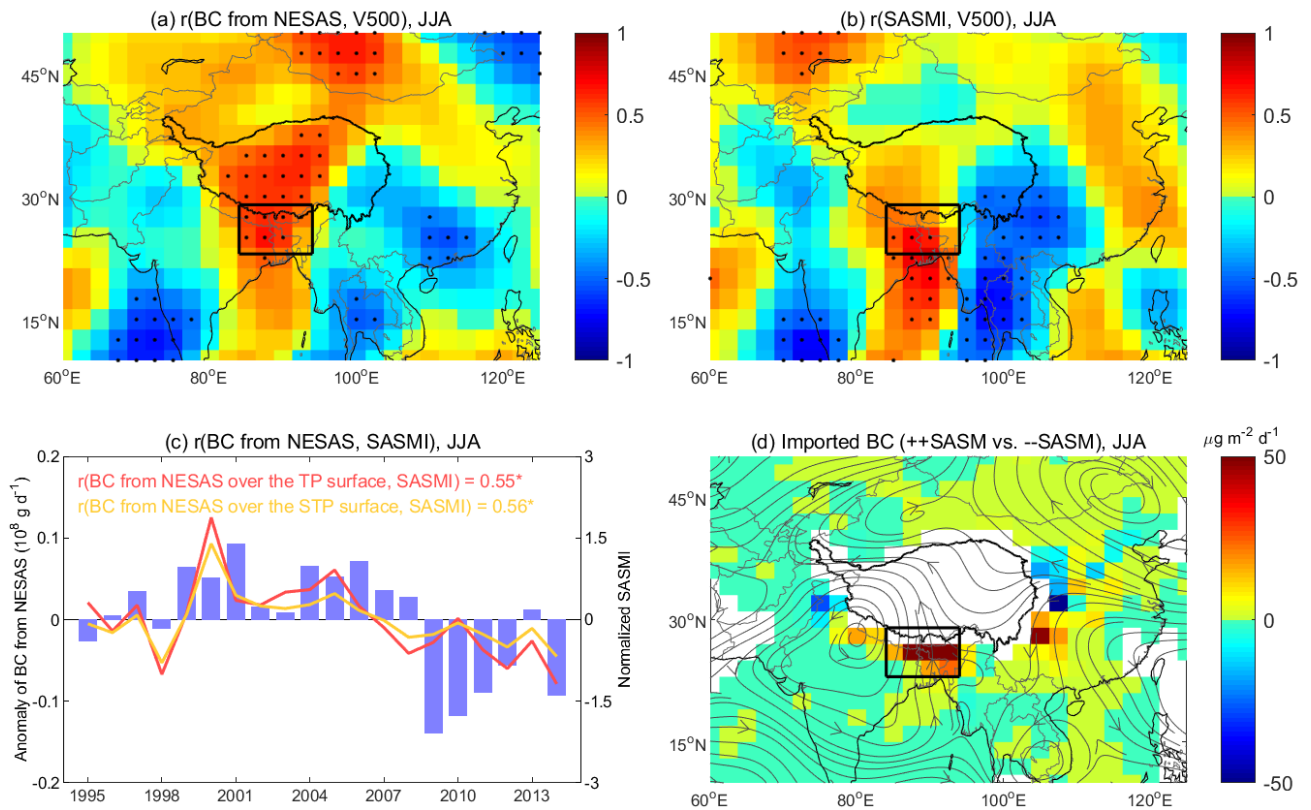 (a) r(BC from NESAS, V500), JJA
45°N
30°N
15°N
60°E
80°E
100°E
120°E
1
0.5
0
-0.5
-1
(b) r(SASMI, V500), JJA
45°N
30°N
15°N
60°E
80°E
100°E
120°E
1
0.5
0
-0.5
-1
(c) r(BC from NESAS, SASMI), JJA
r(BC from NESAS over the TP surface, SASMI) = 0.55*
r(BC from NESAS over the STP surface, SASMI) = 0.56*
Anomaly of BC from NESAS (10⁸ g d⁻¹)
0.2
0.1
0
-0.1
-0.2
1995
1998
2001
2004
2007
2010
2013
3
1.5
0
-1.5
-3
Normalized SASMI
(d) Imported BC (++SASM vs. --SASM), JJA
μg m⁻² d⁻¹
45°N
30°N
15°N
60°E
80°E
100°E
120°E
50
0
-50